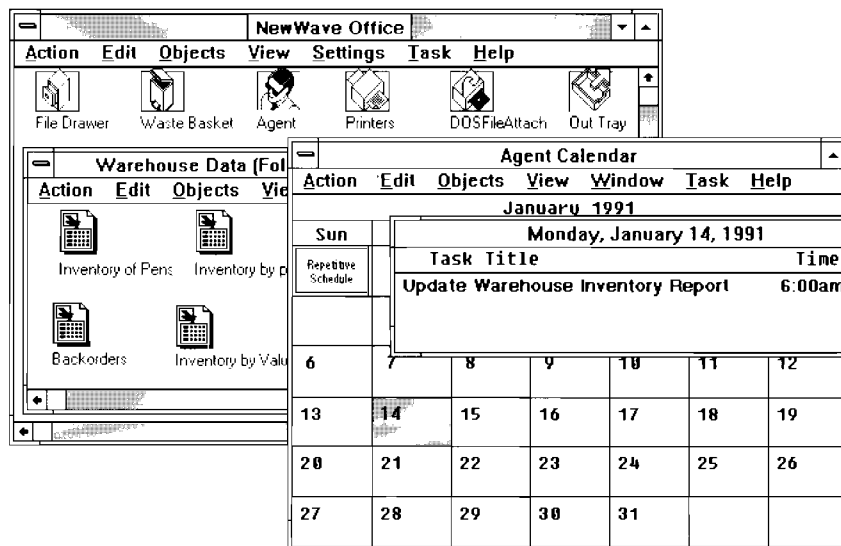 NewWave Office
Action Edit Objects View Settings Task Help
File Drawer Waste Basket Agent Printers DOSFileAttach Out Tray
Warehouse Data (Fol
Action Edit Objects Vie
Inventory of Pens Inventory by p
Backorders Inventory by Valu
Agent Calendar
Action Edit Objects View Window Task Help
January 1991
Sun
Repetitive
Schedule
Monday, January 14, 1991
Task Title Time
Update Warehouse Inventory Report 6:00am
6 7 8 9 10 11 12
13 14 15 16 17 18 19
20 21 22 23 24 25 26
27 28 29 30 31